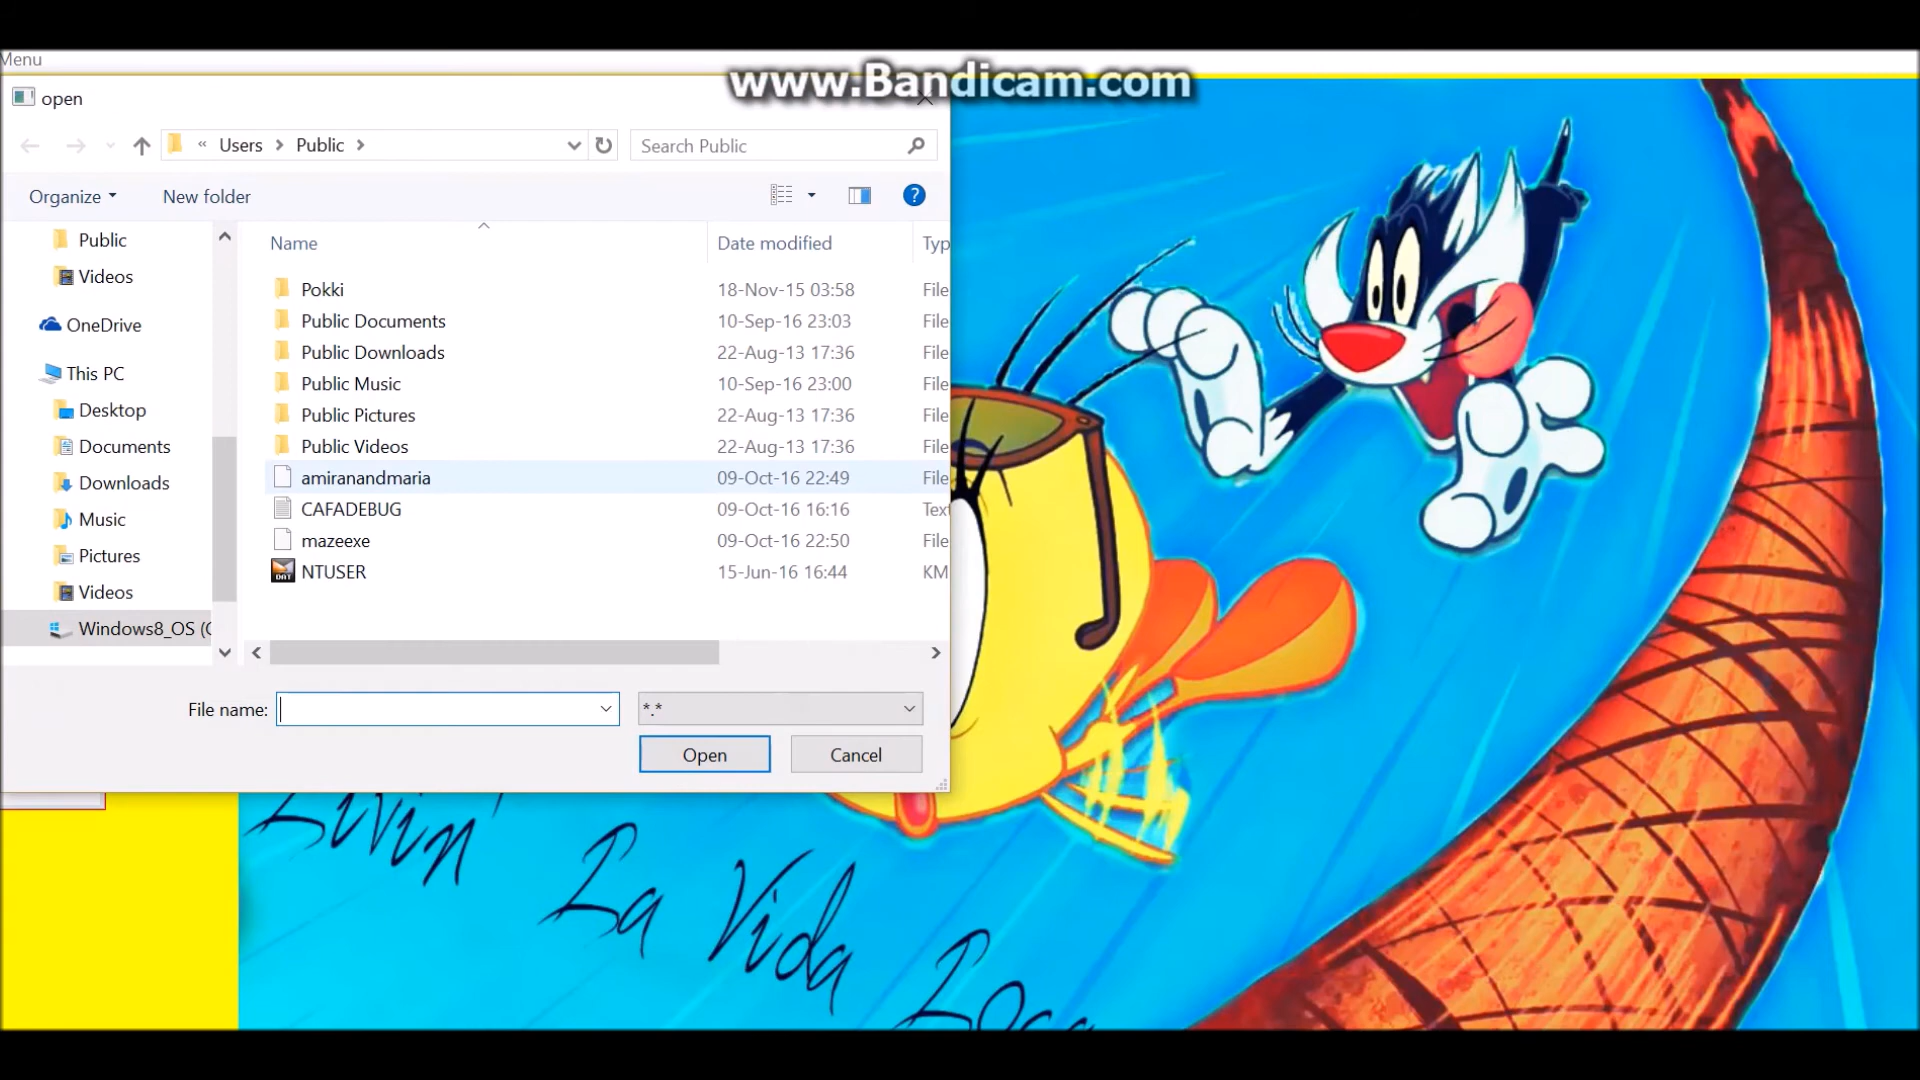 Menu
www.Bandicam.com
open
« Users > Public >
Search Public
Organize
New folder
Name
Date modified
Typ
Public
Videos
OneDrive
This PC
Desktop
Documents
Downloads
Music
Pictures
Videos
Windows8_OS (C
Pokki 18-Nov-15 03:58 File
Public Documents 10-Sep-16 23:03 File
Public Downloads 22-Aug-13 17:36 File
Public Music 10-Sep-16 23:00 File
Public Pictures 22-Aug-13 17:36 File
Public Videos 22-Aug-13 17:36 File
amiranandmaria 09-Oct-16 22:49 File
CAFADEBUG 09-Oct-16 16:16 Text
mazeexe 09-Oct-16 22:50 File
DAT NTUSER 15-Jun-16 16:44 KM
File name:
*.*
Open
Cancel
Livin' La Vida Loca